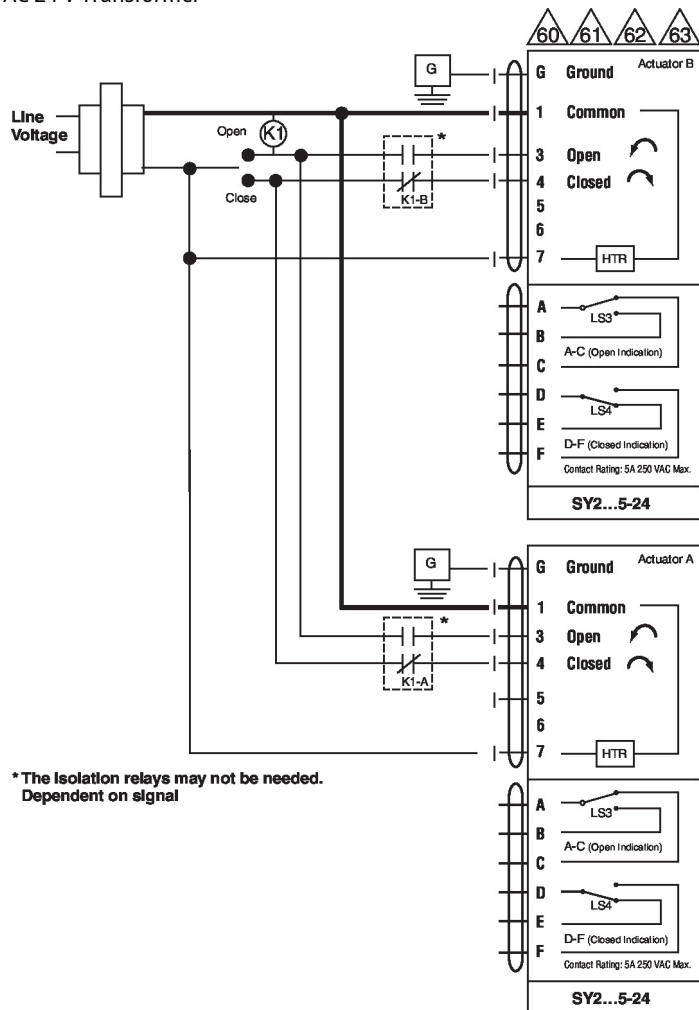 AC 24 V Transformer
60 61 62 63
Actuator B
G
G Ground
Line
Voltage
1 Common
Open
K1
*
3 Open
4 Closed
Close
K1-B
5
6
7
HTR
A
LS3
B
A-C (Open Indication)
C
D
LS4
E
D-F (Closed Indication)
F
Contact Rating: 5A 250 VAC Max.
SY2...5-24
Actuator A
G
G Ground
1 Common
*
3 Open
4 Closed
K1-A
5
6
7
HTR
* The Isolation relays may not be needed.
Dependent on signal
A
LS3
B
A-C (Open Indication)
C
D
LS4
E
D-F (Closed Indication)
F
Contact Rating: 5A 250 VAC Max.
SY2...5-24